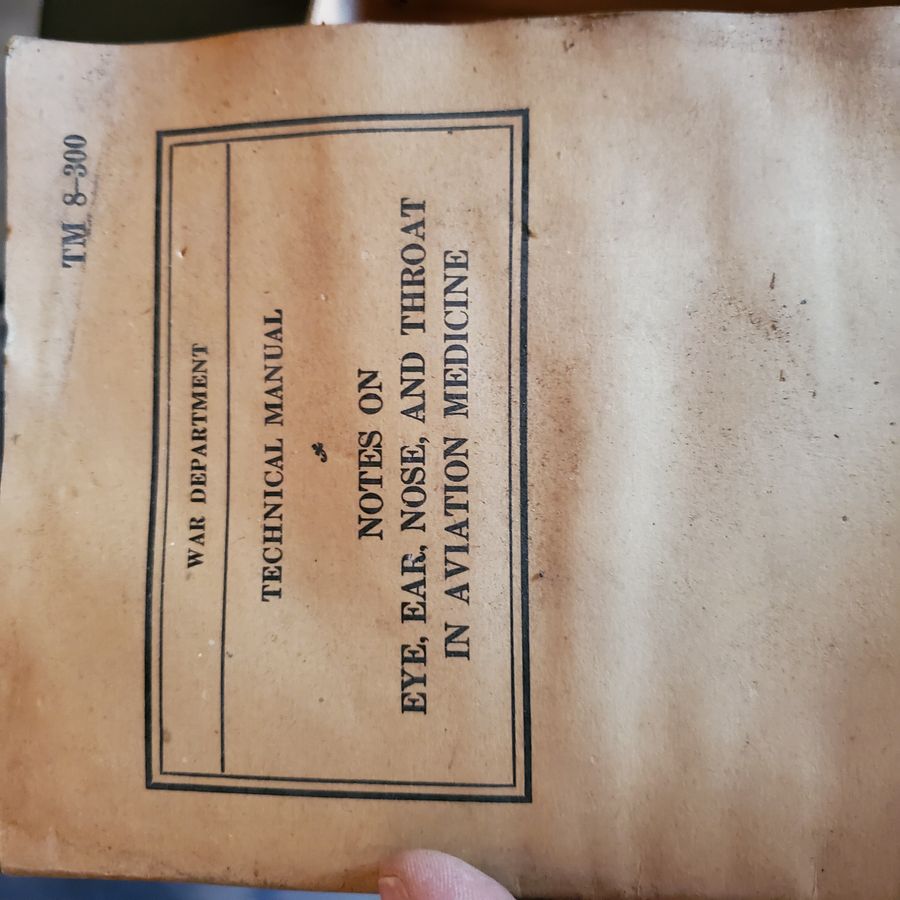 TM 8-300
WAR DEPARTMENT
TECHNICAL MANUAL
NOTES ON
EYE, EAR, NOSE, AND THROAT
IN AVIATION MEDICINE